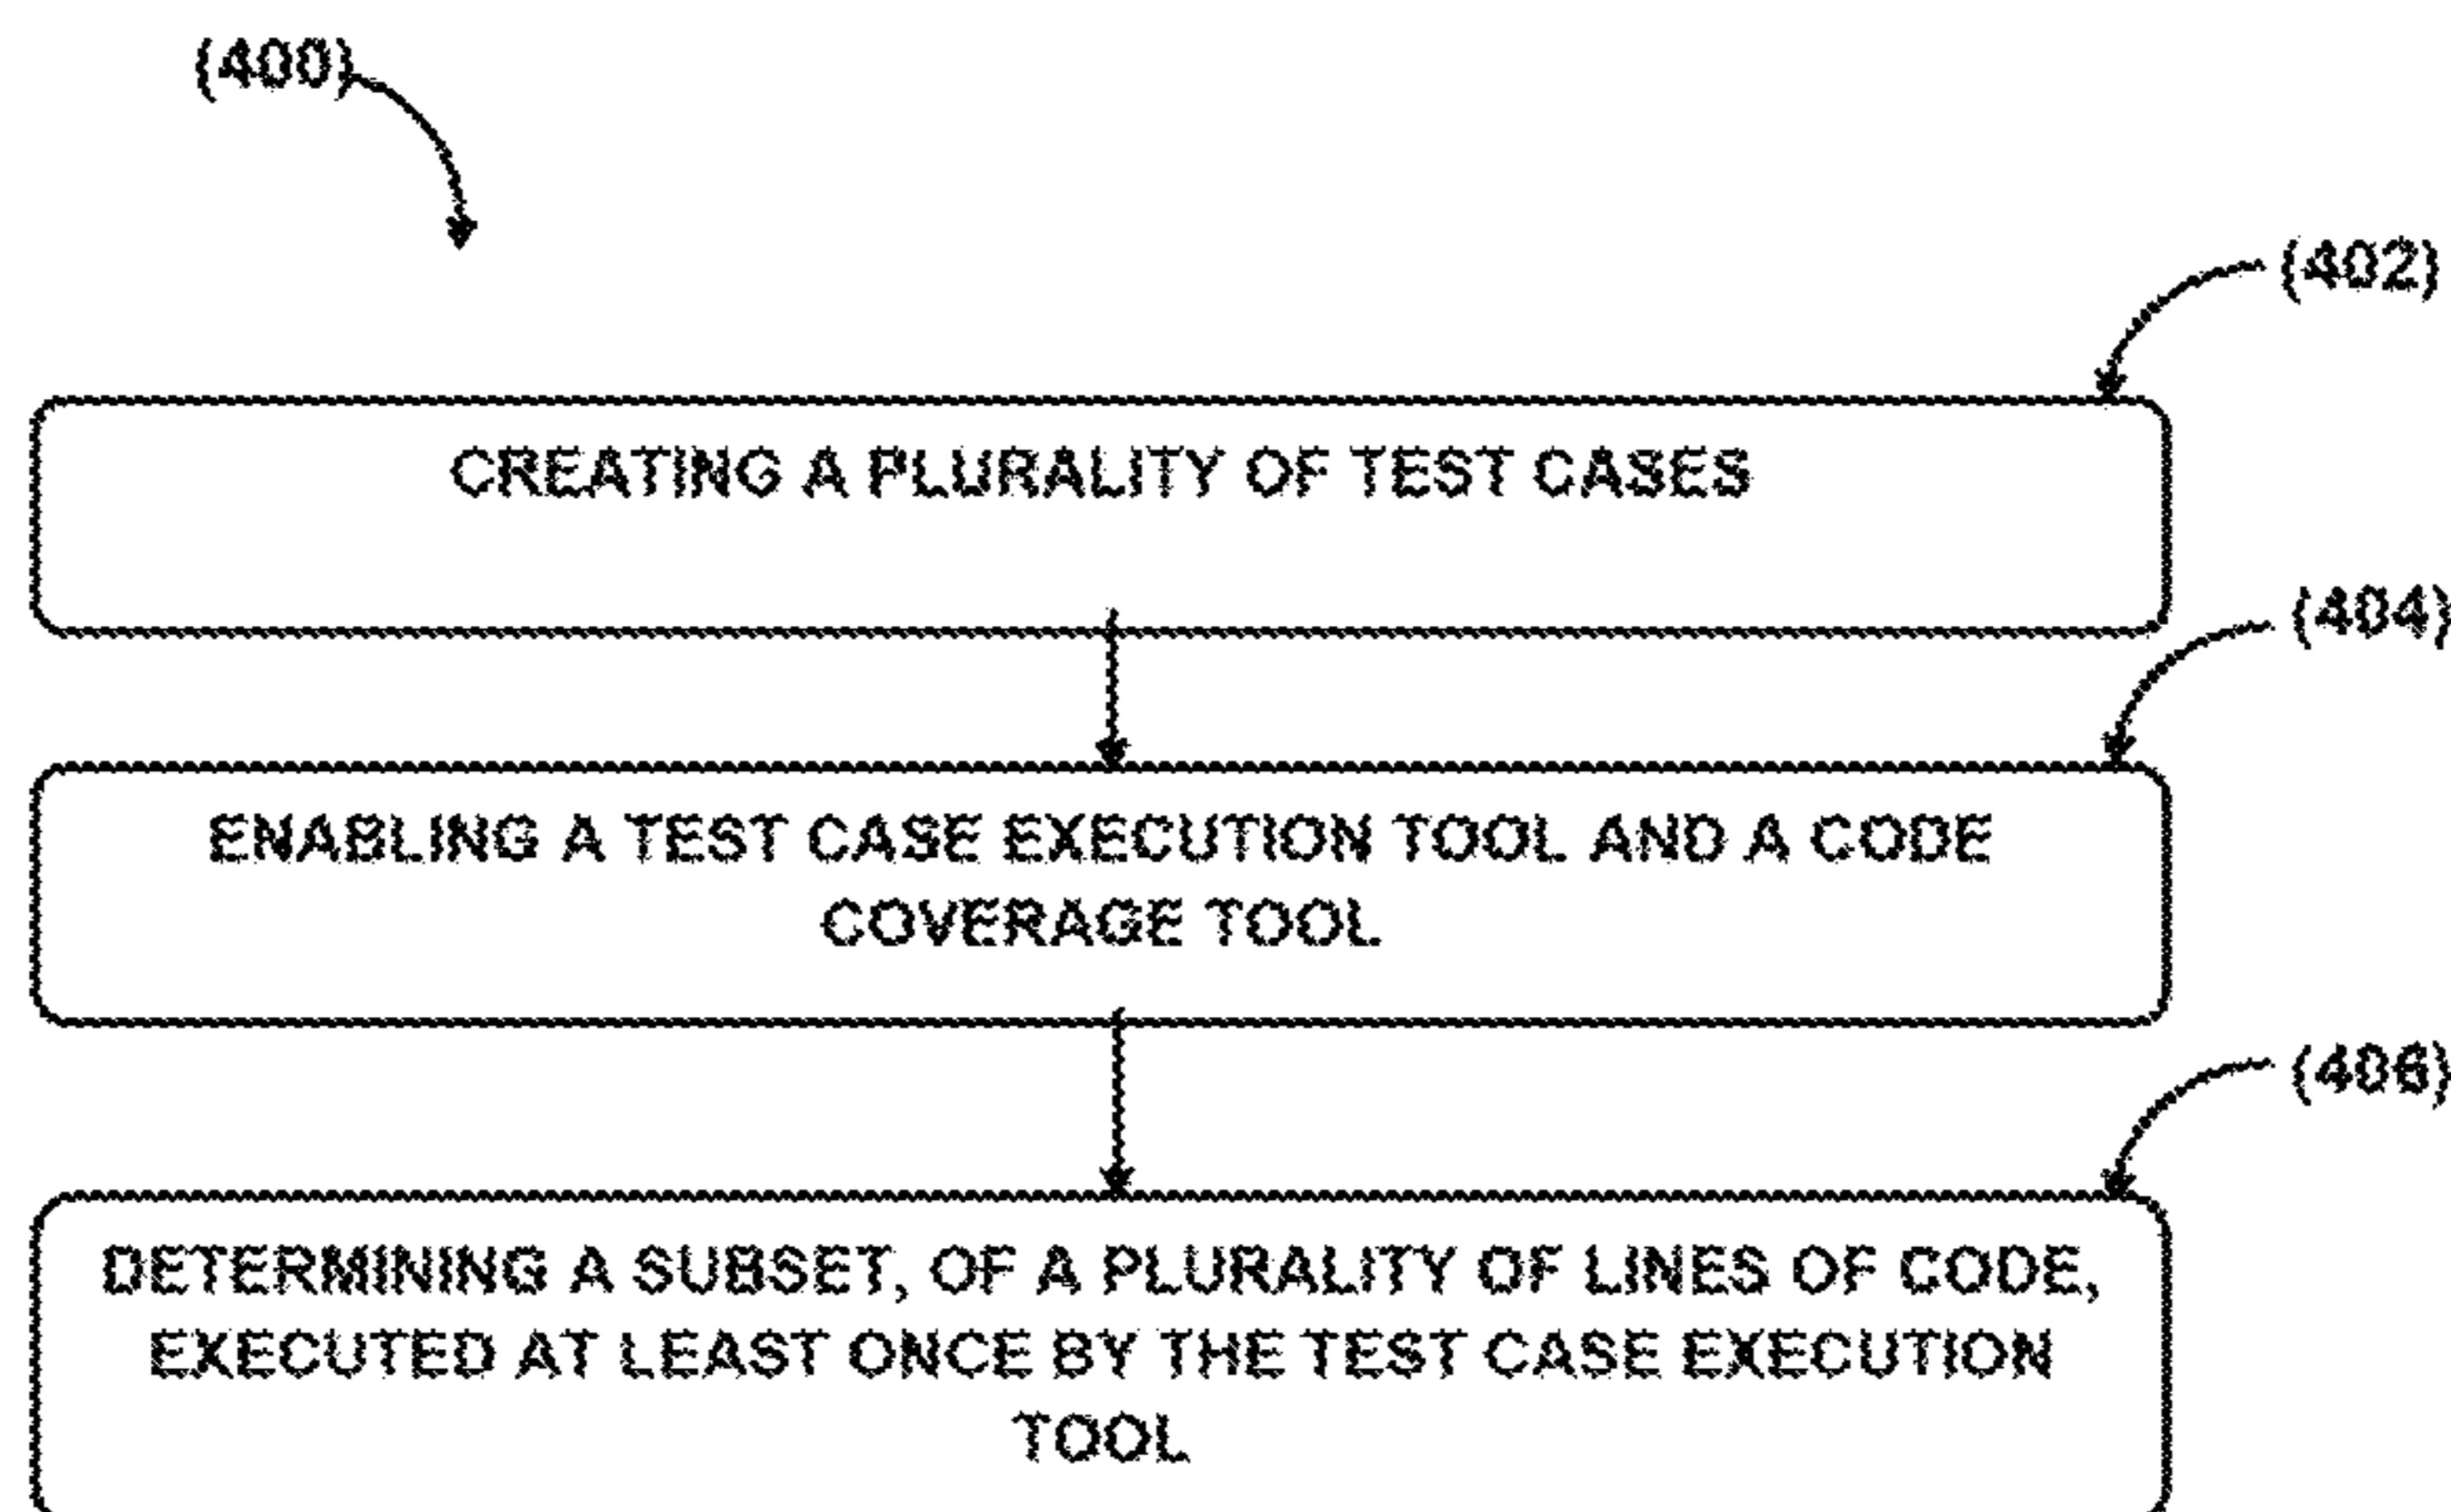 (400)
(402)
CREATING A PLURALITY OF TEST CASES
(404)
ENABLING A TEST CASE EXECUTION TOOL AND A CODE
COVERAGE TOOL
(406)
DETERMINING A SUBSET, OF A PLURALITY OF LINES OF CODE,
EXECUTED AT LEAST ONCE BY THE TEST CASE EXECUTION
TOOL